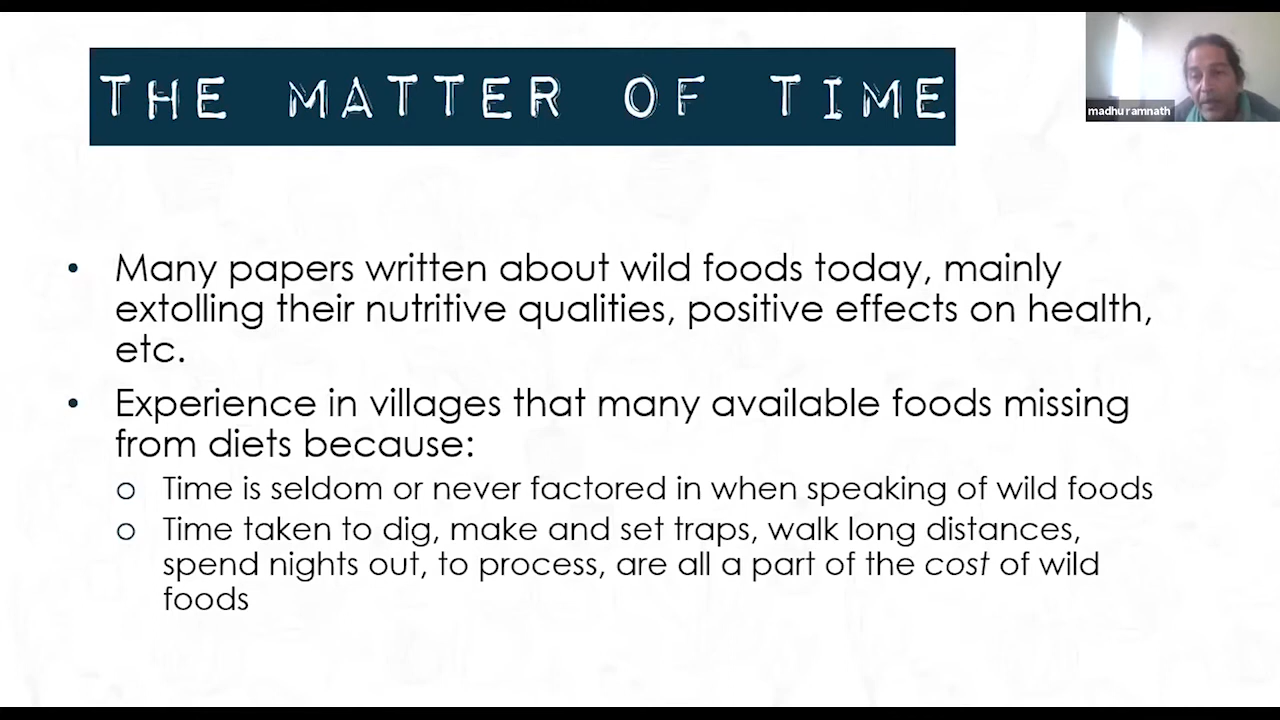 THE MATTER OF TIME
madhu ramnath
• Many papers written about wild foods today, mainly
extolling their nutritive qualities, positive effects on health,
etc.
• Experience in villages that many available foods missing
from diets because:
o Time is seldom or never factored in when speaking of wild foods
o Time taken to dig, make and set traps, walk long distances,
spend nights out, to process, are all a part of the cost of wild
foods